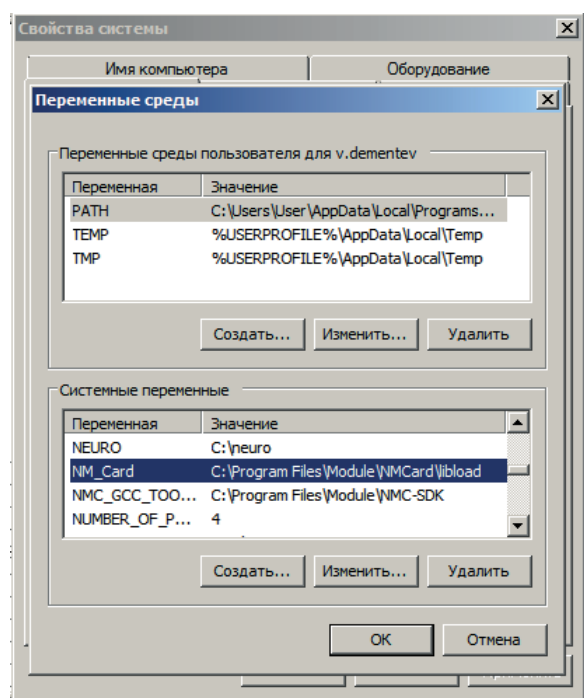 Свойства системы
Имя компьютера
Оборудование
Переменные среды
Переменные среды пользователя для v.dementev
Переменная Значение
PATH C:\Users\User\AppData\Local\Programs...
TEMP %USERPROFILE%\AppData\Local\Temp
TMP %USERPROFILE%\AppData\Local\Temp
Создать... Изменить... Удалить
Системные переменные
Переменная Значение
NEURO C:\neuro
NM_Card C:\Program Files\Module\NMCard\libload
NMC_GCC_TOO... C:\Program Files\Module\NMC-SDK
NUMBER_OF_P... 4
Создать... Изменить... Удалить
OK Отмена